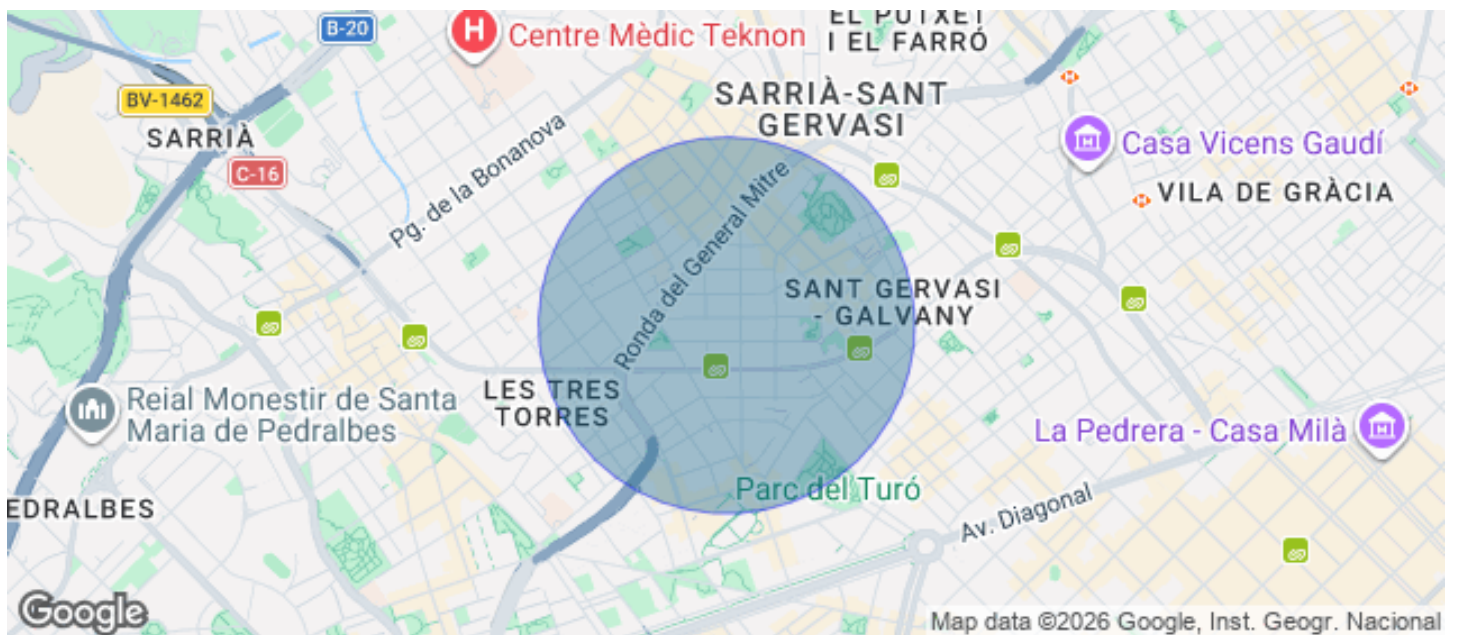 B-20
Centre Mèdic Teknon
EL PUTXET
I EL FARRÓ
BV-1462
SARRIÀ
SARRIÀ-SANT
GERVASI
Casa Vicens Gaudí
C-16
Pg. de la Bonanova
Ronda del General Mitre
VILA DE GRÀCIA
SANT GERVASI
- GALVANY
LES TRES
TORRES
Reial Monestir de Santa
Maria de Pedralbes
La Pedrera - Casa Milà
Parc del Turó
EDRALBES
Av. Diagonal
Google
Map data ©2026 Google, Inst. Geogr. Nacional